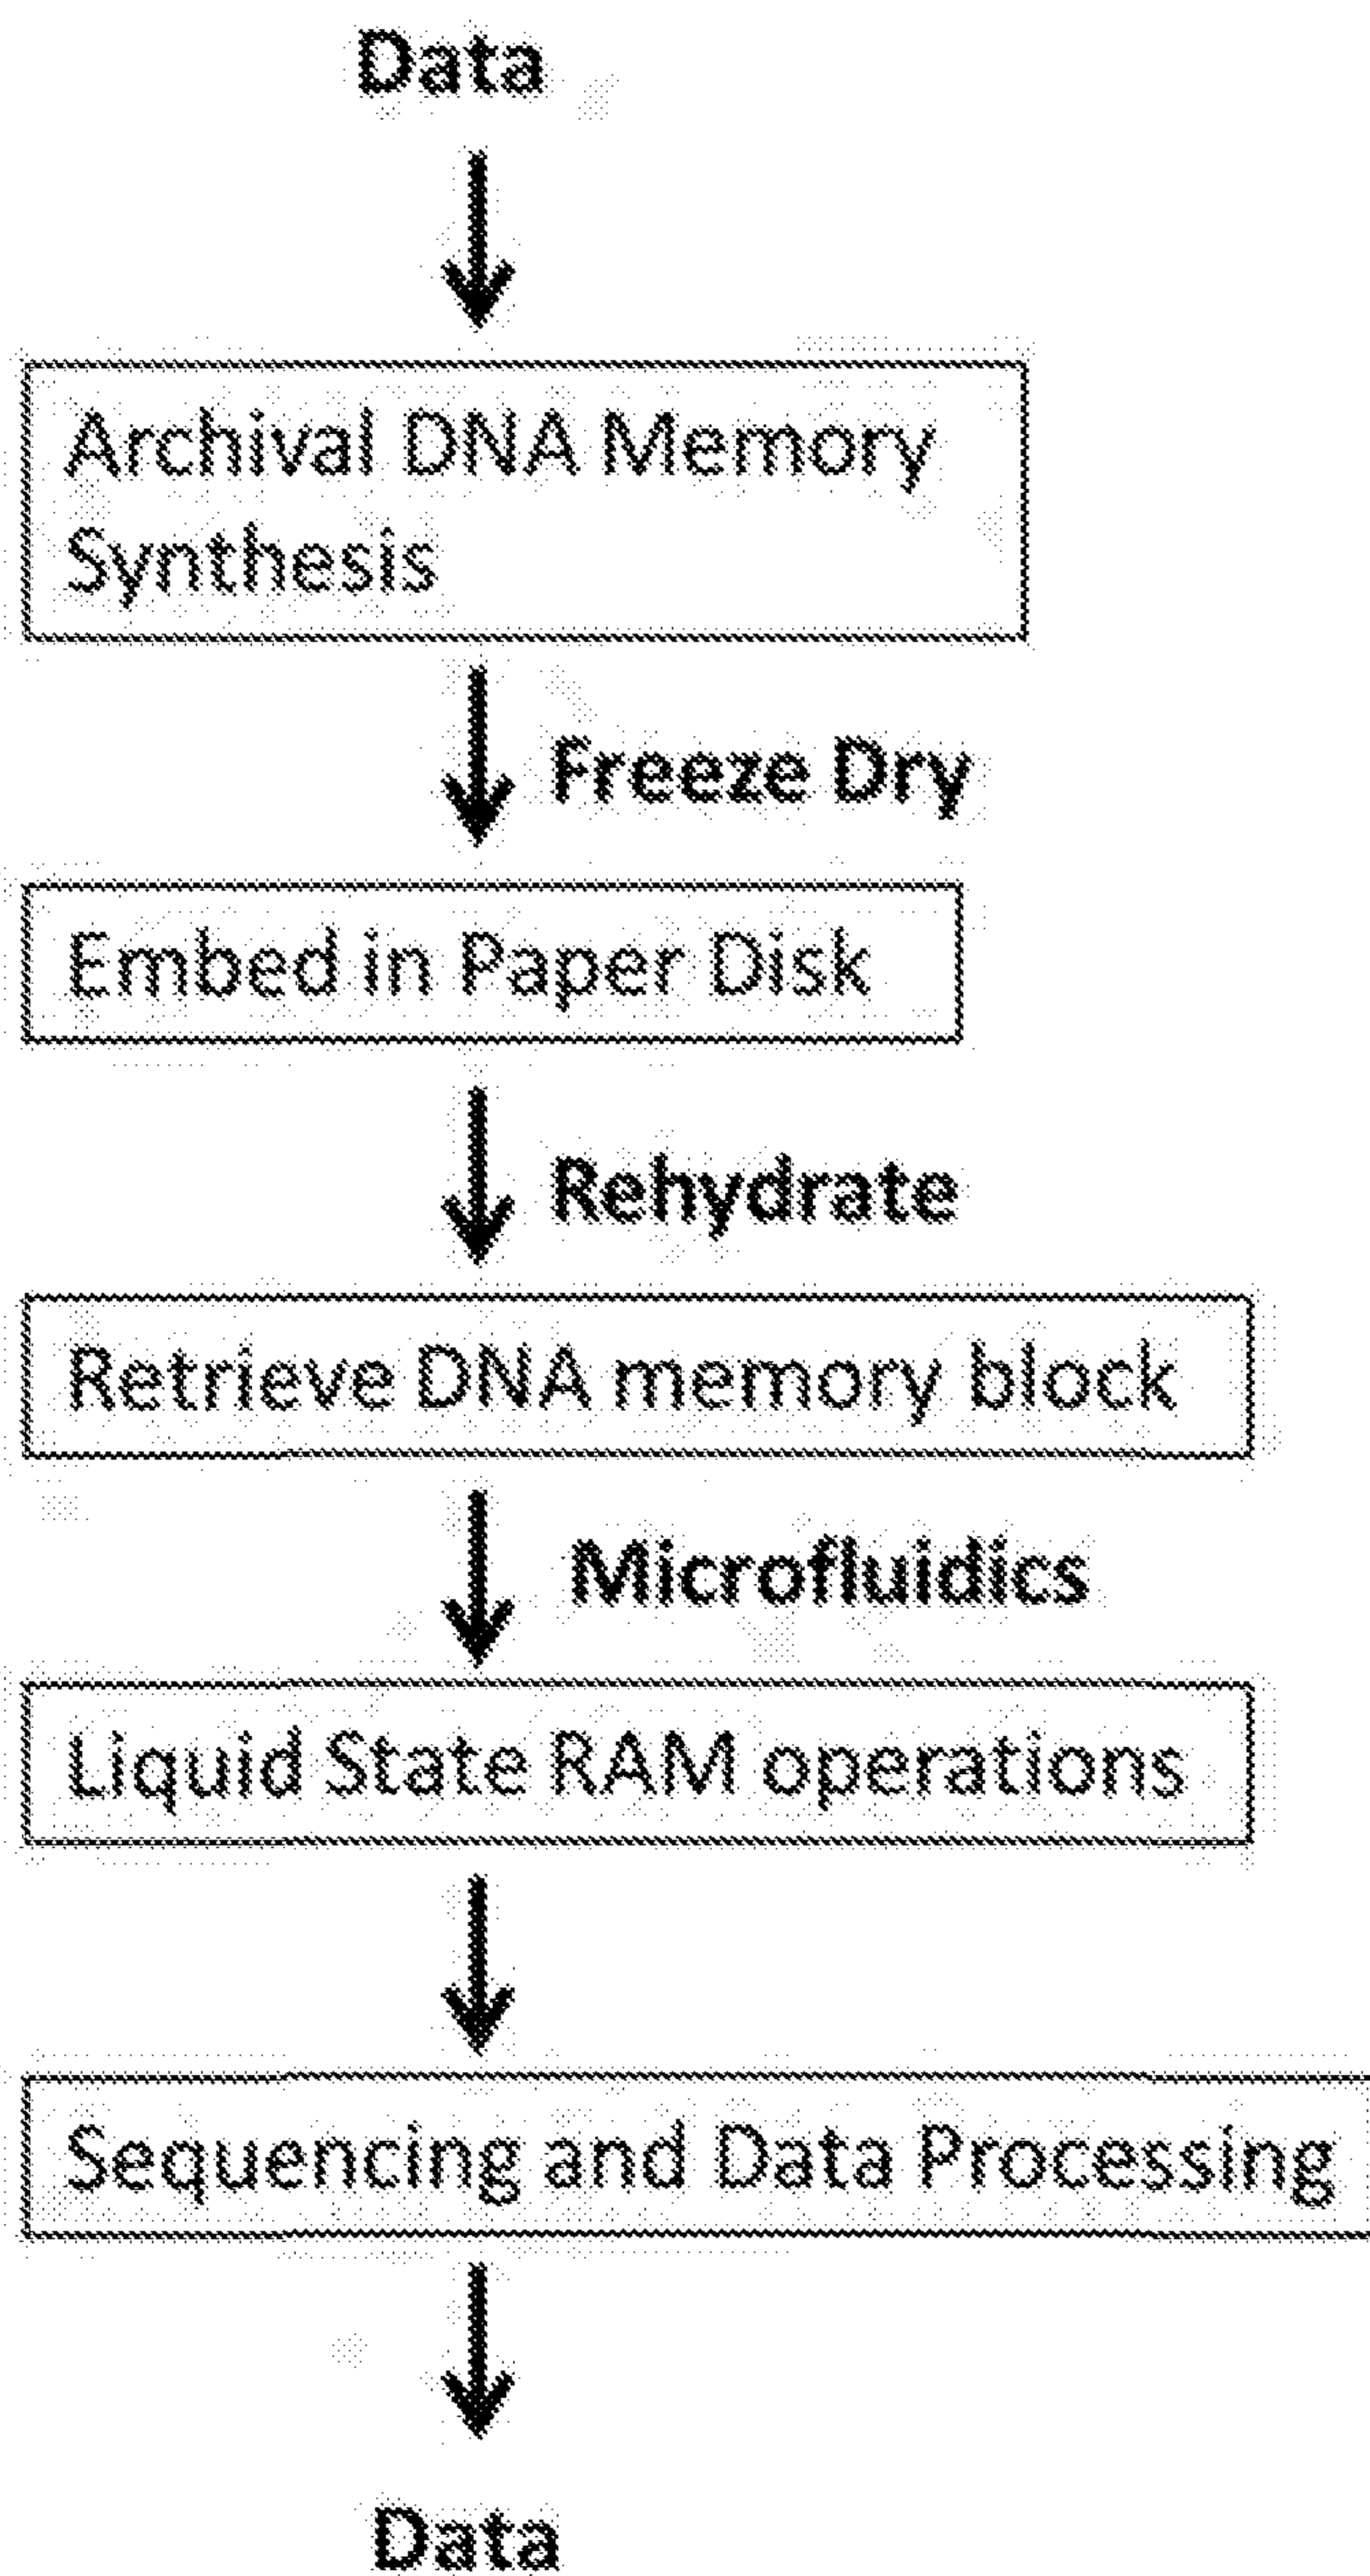 Data
Archival DNA Memory
Synthesis
Freeze Dry
Embed in Paper Disk
Rehydrate
Retrieve DNA memory block
Microfluidics
Liquid State RAM operations
Sequencing and Data Processing
Data